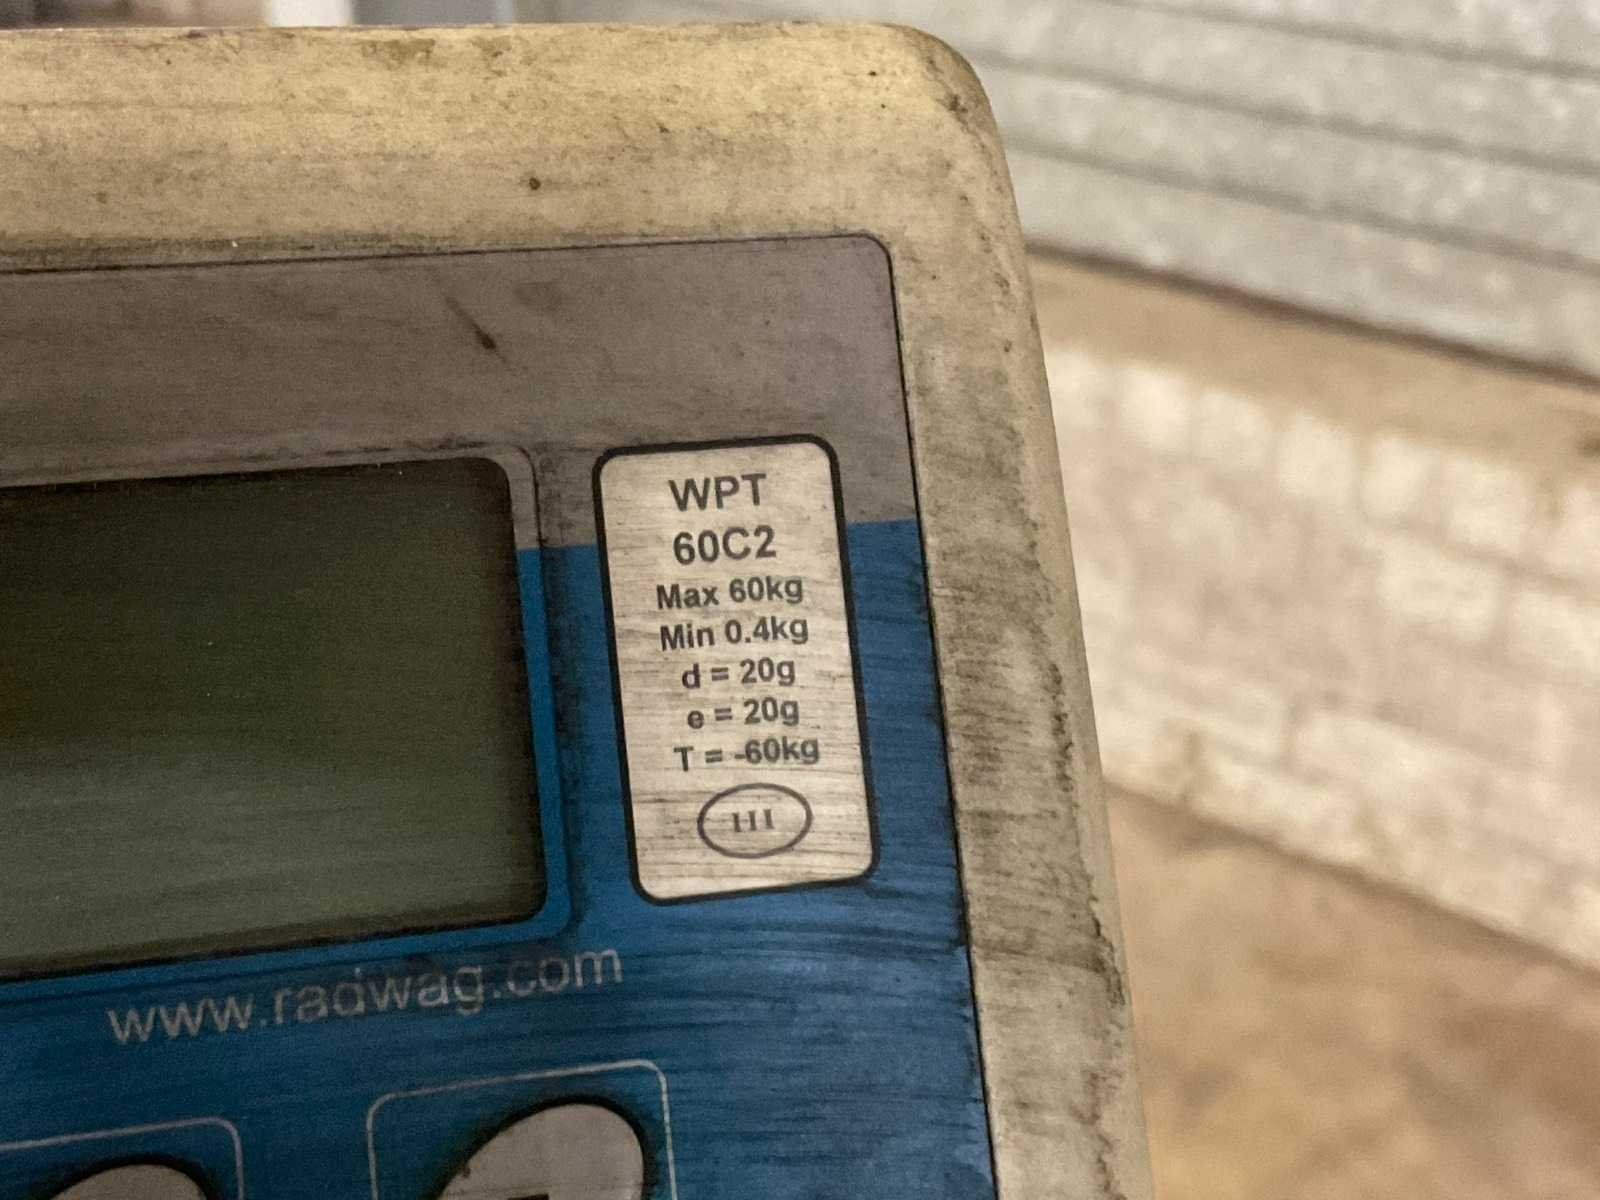 WPT
60C2
Max 60kg
Min 0.4kg
d = 20g
e = 20g
T = -60kg
III
www.radwag.com